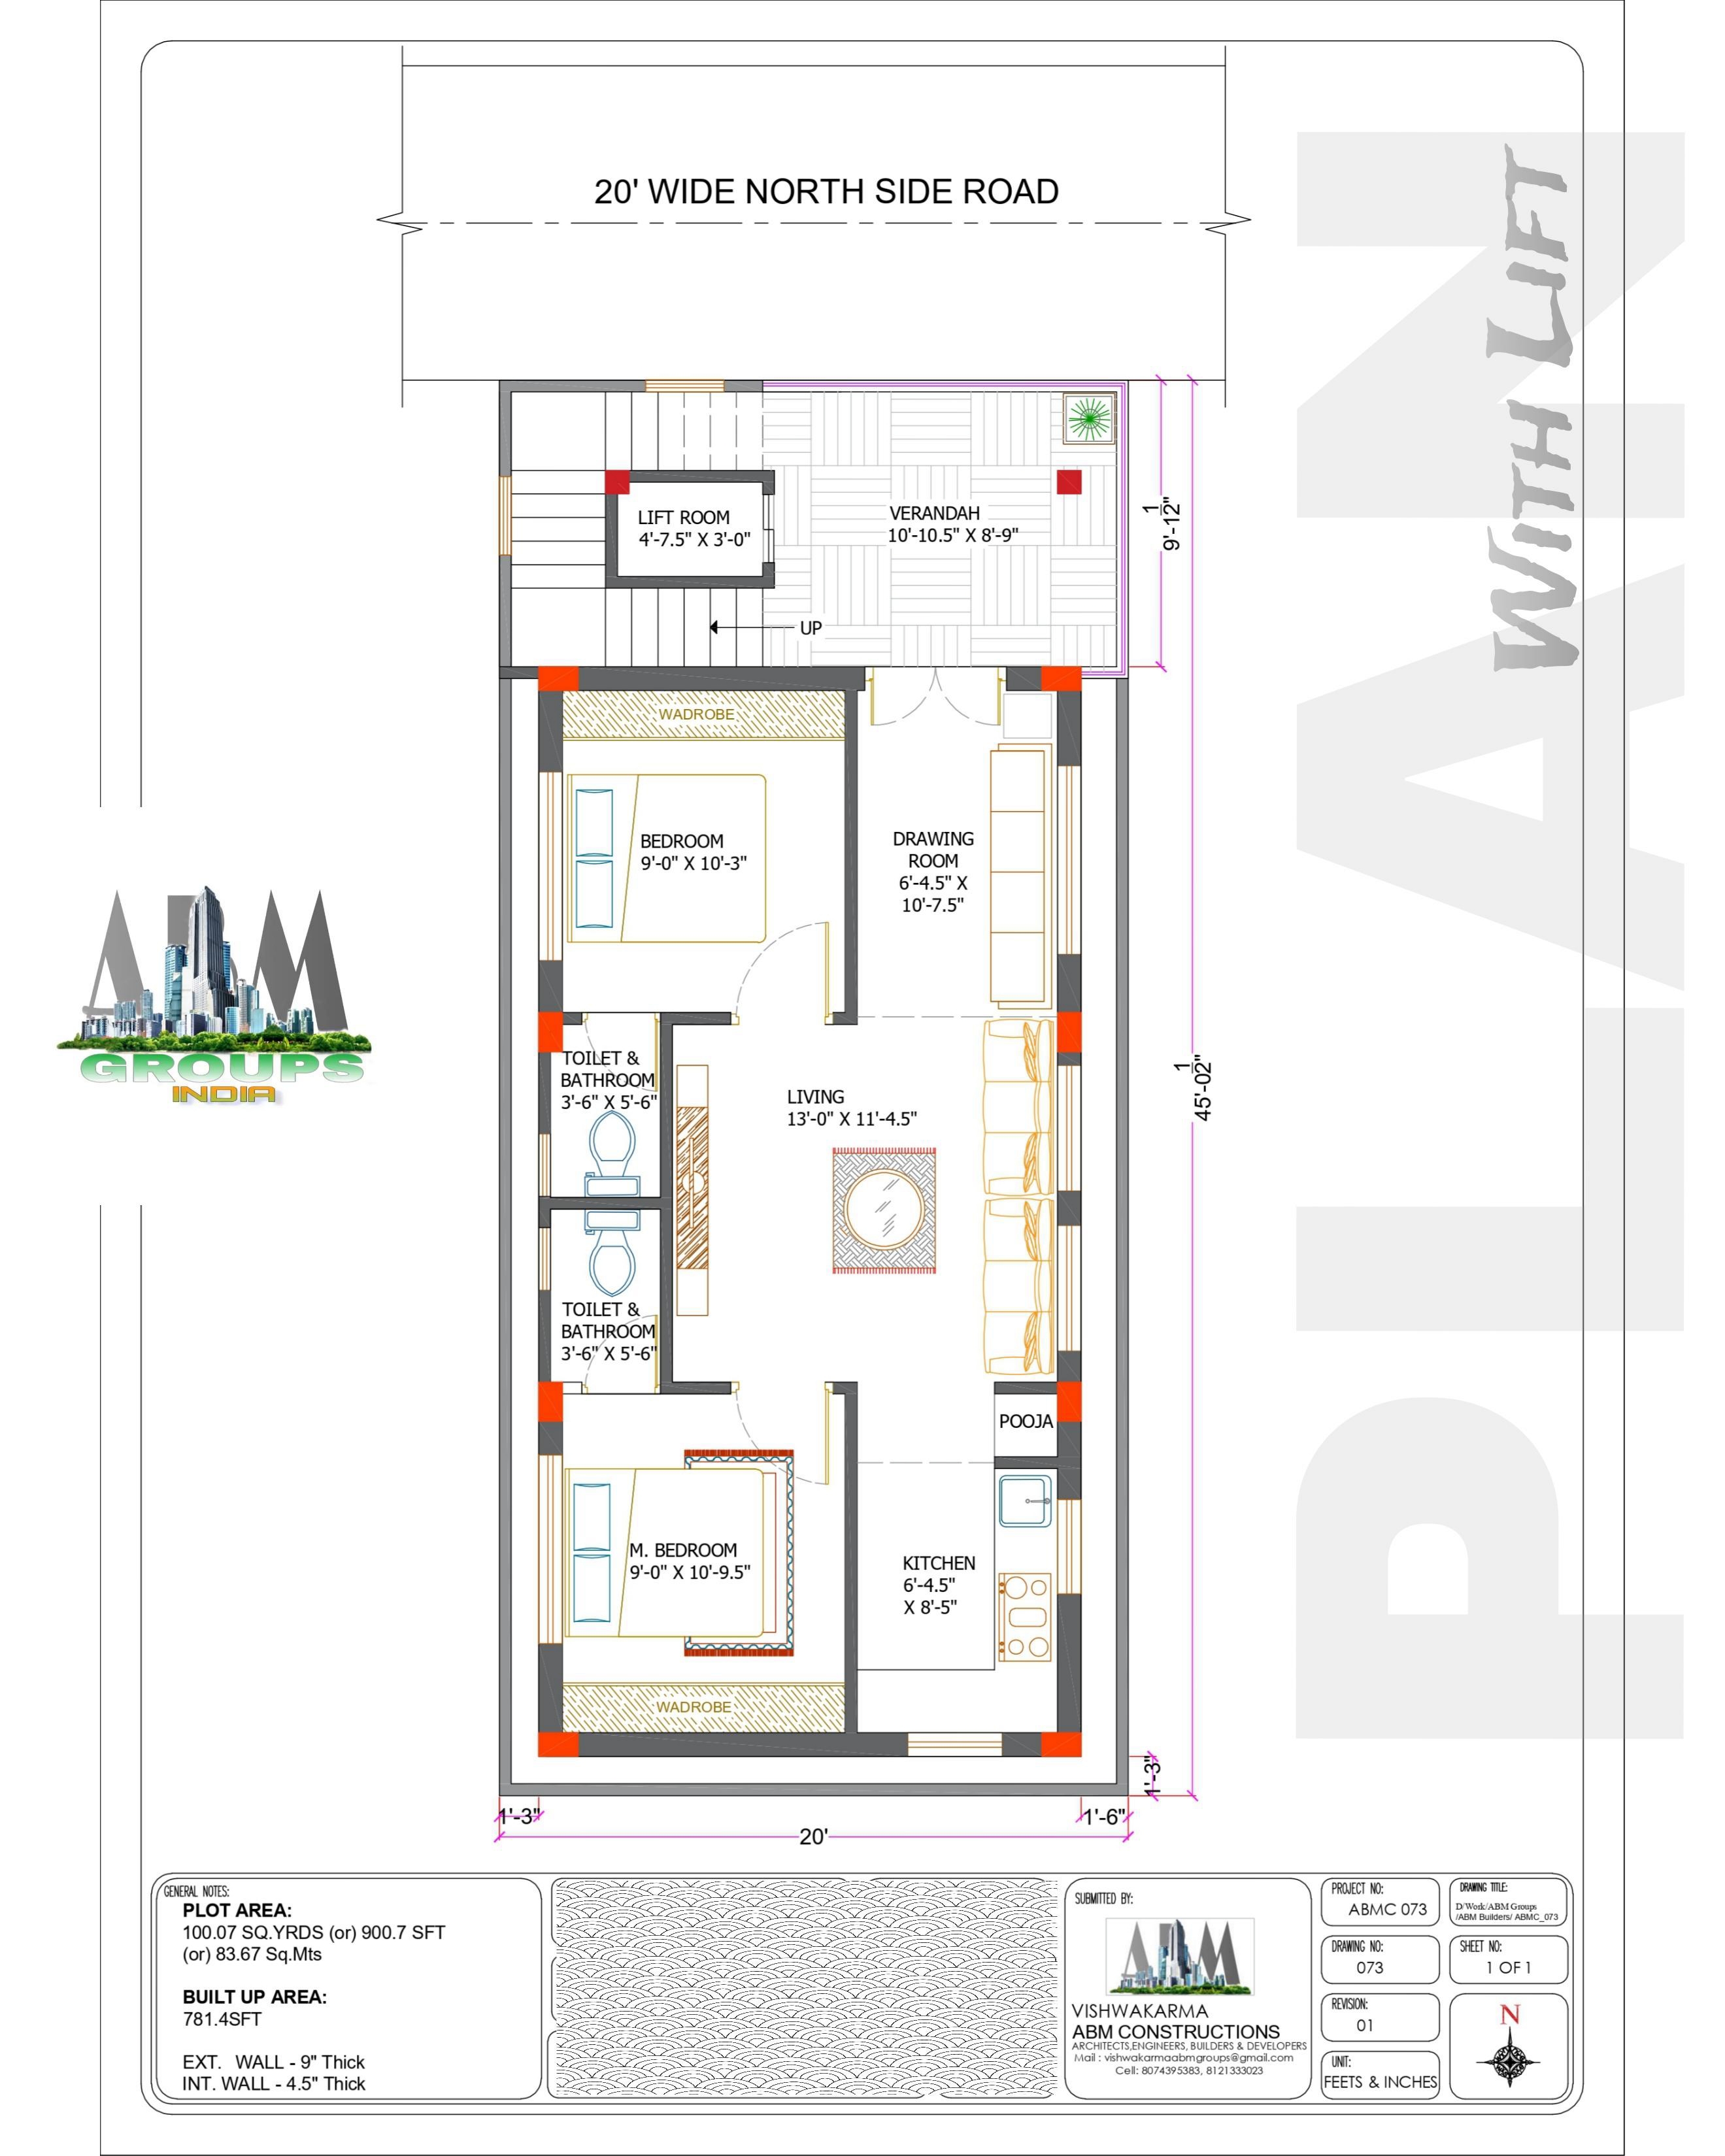 20' WIDE NORTH SIDE ROAD
WITH LIFT
PLAN
LIFT ROOM
4'-7.5" X 3'-0"
VERANDAH
10'-10.5" X 8'-9"
9'-1/2"
UP
WADROBE
BEDROOM
9'-0" X 10'-3"
DRAWING
ROOM
6'-4.5" X
10'-7.5"
ABM
GROUPS
INDIA
TOILET &
BATHROOM
3'-6" X 5'-6"
LIVING
13'-0" X 11'-4.5"
45'-0 1/2"
TOILET &
BATHROOM
3'-6" X 5'-6"
POOJA
M. BEDROOM
9'-0" X 10'-9.5"
KITCHEN
6'-4.5"
X 8'-5"
WADROBE
1'-3"
1'-3"
1'-6"
20'
GENERAL NOTES:
PLOT AREA:
100.07 SQ.YRDS (or) 900.7 SFT
(or) 83.67 Sq.Mts
BUILT UP AREA:
781.4SFT
EXT. WALL - 9" Thick
INT. WALL - 4.5" Thick
SUBMITTED BY:
ABM
VISHWAKARMA
ABM CONSTRUCTIONS
ARCHITECTS,ENGINEERS, BUILDERS & DEVELOPERS
Mail : vishwakarmaabmgroups@gmail.com
Cell: 8074395383, 8121333023
PROJECT NO:
ABMC 073
DRAWING TITLE:
D/Work/ABM Groups
/ABM Builders/ ABMC_073
DRAWING NO:
073
SHEET NO:
1 OF 1
REVISION:
01
N
UNIT:
FEETS & INCHES